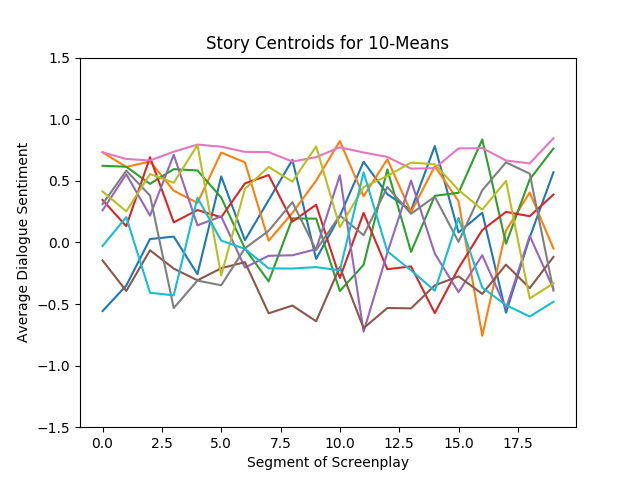 Story Centroids for 10-Means
1.5
1.0
0.5
0.0
−0.5
−1.0
−1.5
Average Dialogue Sentiment
0.0 2.5 5.0 7.5 10.0 12.5 15.0 17.5
Segment of Screenplay